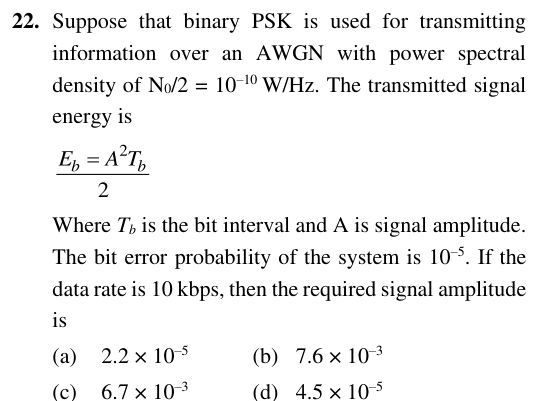 22. Suppose that binary PSK is used for transmitting
information over an AWGN with power spectral
density of N₀/2 = 10⁻¹⁰ W/Hz. The transmitted signal
energy is
E_b = A²T_b
2
Where T_b is the bit interval and A is signal amplitude.
The bit error probability of the system is 10⁻⁵. If the
data rate is 10 kbps, then the required signal amplitude
is
(a) 2.2 × 10⁻⁵ (b) 7.6 × 10⁻³
(c) 6.7 × 10⁻³ (d) 4.5 × 10⁻⁵